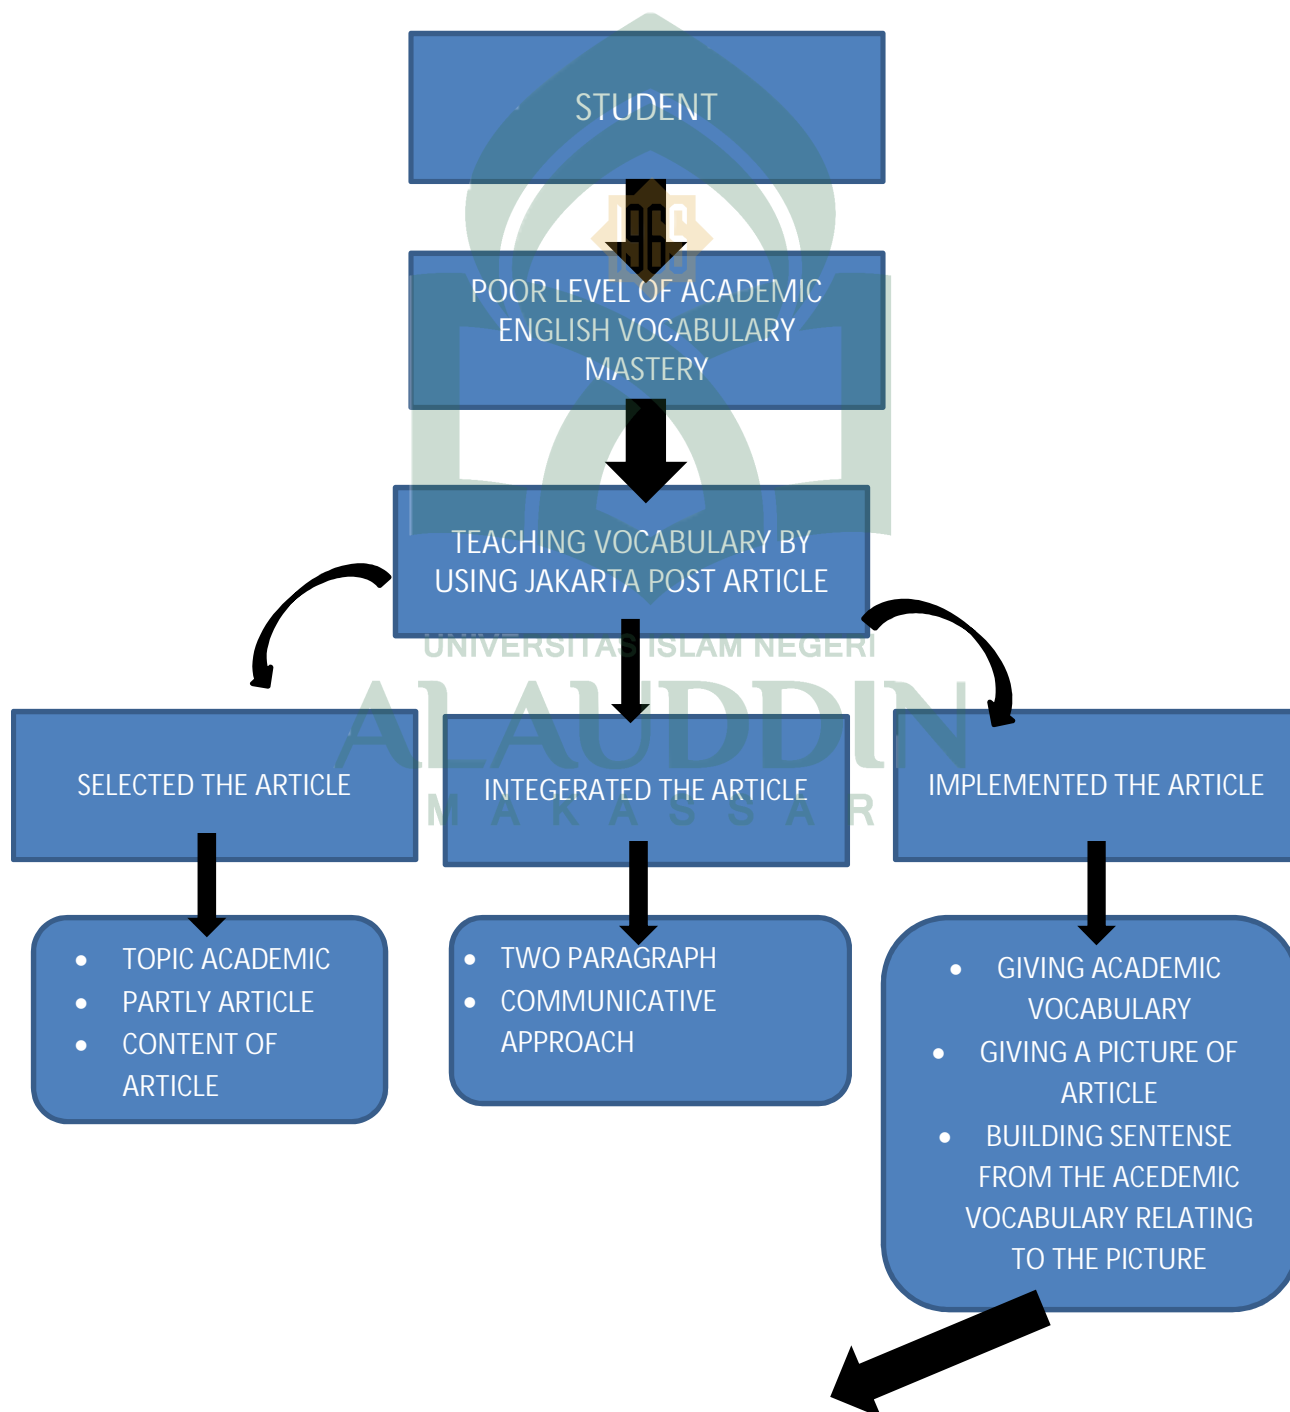 STUDENT
1965
POOR LEVEL OF ACADEMIC
ENGLISH VOCABULARY
MASTERY
TEACHING VOCABULARY BY
USING JAKARTA POST ARTICLE
UNIVERSITAS ISLAM NEGERI
ALAUDDIN
MAKASSAR
SELECTED THE ARTICLE
INTEGERATED THE ARTICLE
IMPLEMENTED THE ARTICLE
• TOPIC ACADEMIC
• PARTLY ARTICLE
• CONTENT OF
ARTICLE
• TWO PARAGRAPH
• COMMUNICATIVE
APPROACH
• GIVING ACADEMIC
VOCABULARY
• GIVING A PICTURE OF
ARTICLE
• BUILDING SENTENSE
FROM THE ACEDEMIC
VOCABULARY RELATING
TO THE PICTURE